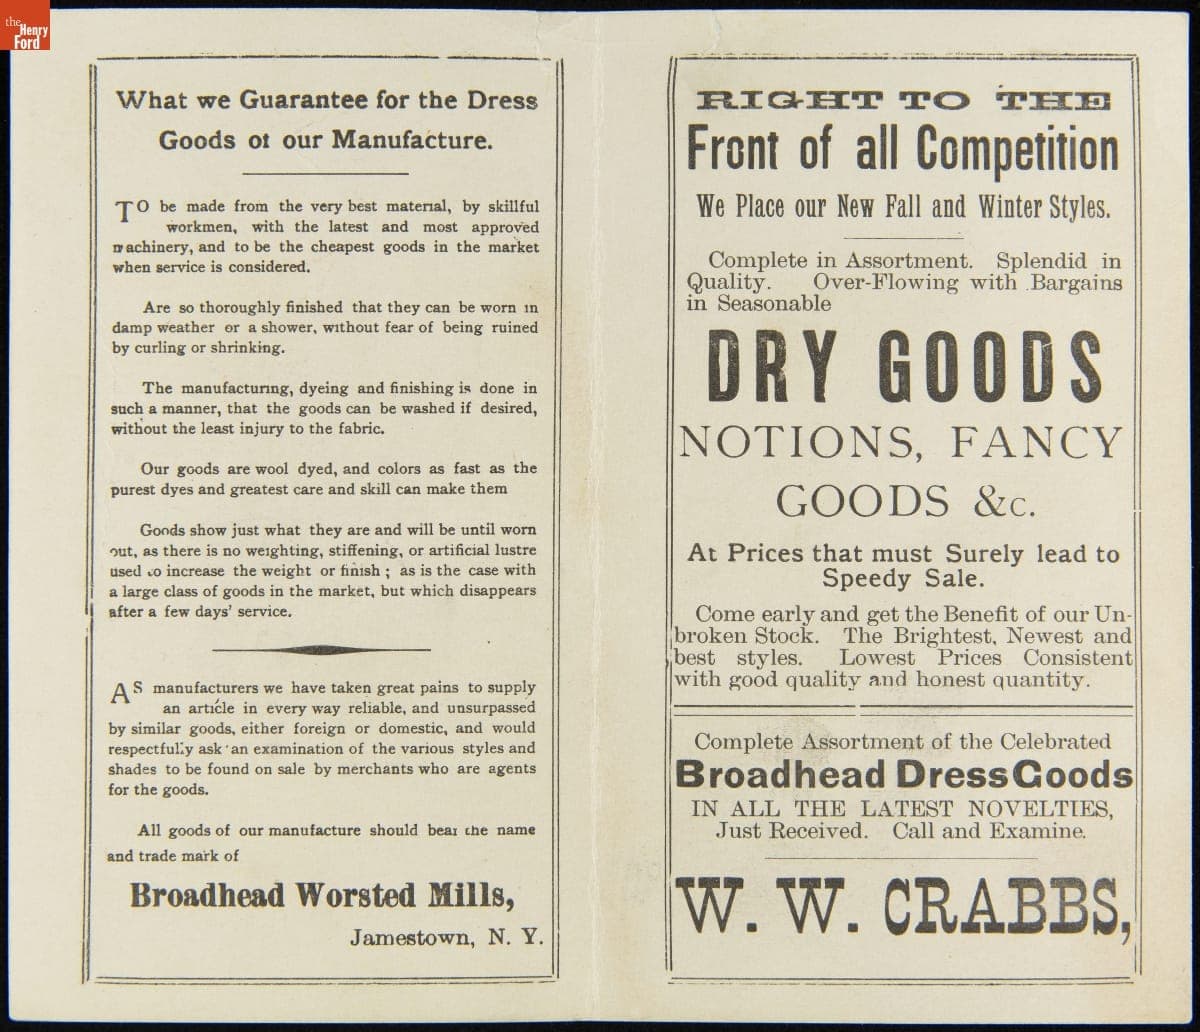 the
Henry
Ford
What we Guarantee for the Dress
Goods of our Manufacture.
TO be made from the very best material, by skillful
workmen, with the latest and most approved
machinery, and to be the cheapest goods in the market
when service is considered.
Are so thoroughly finished that they can be worn in
damp weather or a shower, without fear of being ruined
by curling or shrinking.
The manufacturing, dyeing and finishing is done in
such a manner, that the goods can be washed if desired,
without the least injury to the fabric.
Our goods are wool dyed, and colors as fast as the
purest dyes and greatest care and skill can make them
Goods show just what they are and will be until worn
out, as there is no weighting, stiffening, or artificial lustre
used to increase the weight or finish ; as is the case with
a large class of goods in the market, but which disappears
after a few days' service.
AS manufacturers we have taken great pains to supply
an article in every way reliable, and unsurpassed
by similar goods, either foreign or domestic, and would
respectfully ask an examination of the various styles and
shades to be found on sale by merchants who are agents
for the goods.
All goods of our manufacture should bear the name
and trade mark of
Broadhead Worsted Mills,
Jamestown, N. Y.
RIGHT TO THE
Front of all Competition
We Place our New Fall and Winter Styles.
Complete in Assortment. Splendid in
Quality. Over-Flowing with Bargains
in Seasonable
DRY GOODS
NOTIONS, FANCY
GOODS &c.
At Prices that must Surely lead to
Speedy Sale.
Come early and get the Benefit of our Un-
broken Stock. The Brightest, Newest and
best styles. Lowest Prices Consistent
with good quality and honest quantity.
Complete Assortment of the Celebrated
Broadhead Dress Goods
IN ALL THE LATEST NOVELTIES,
Just Received. Call and Examine.
W. W. CRABBS,